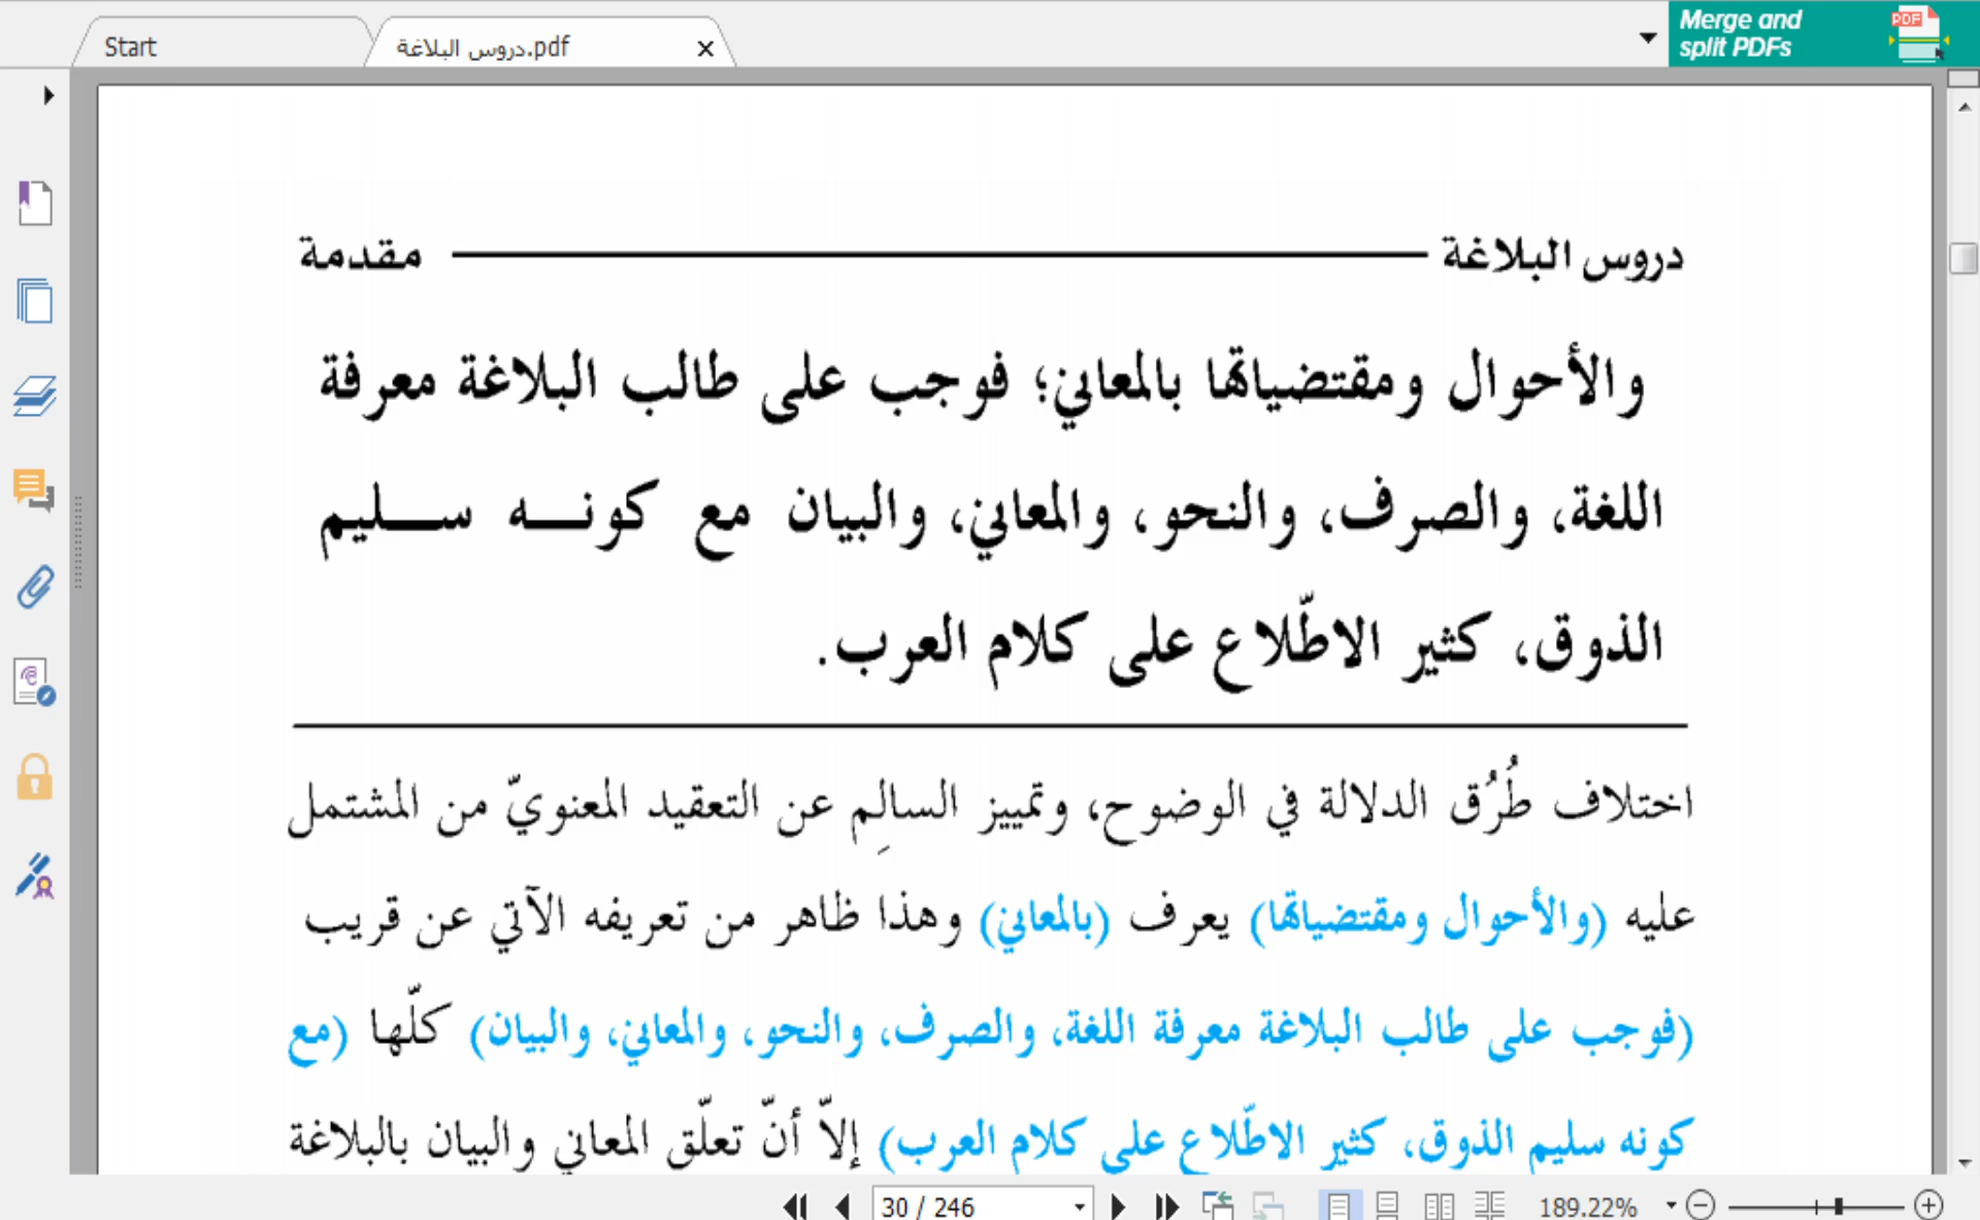 Start
دروس البلاغة.pdf
Merge and
split PDFs
PDF
دروس البلاغة
مقدمة
والأحوال ومقتضياتها بالمعاني؛ فوجب على طالب البلاغة معرفة
اللغة، والصرف، والنحو، والمعاني، والبيان مع كونـــه ســـليم
الذوق، كثير الاطّلاع على كلام العرب.
اختلاف طُرُق الدلالة في الوضوح، وتمييز السالِم عن التعقيد المعنويّ من المشتمل
عليه (والأحوال ومقتضياتها) يعرف (بالمعاني) وهذا ظاهر من تعريفه الآتي عن قريب
(فوجب على طالب البلاغة معرفة اللغة، والصرف، والنحو، والمعاني، والبيان) كلّها (مع
كونه سليم الذوق، كثير الاطّلاع على كلام العرب) إلاّ أنّ تعلّق المعاني والبيان بالبلاغة
30 / 246
189.22%